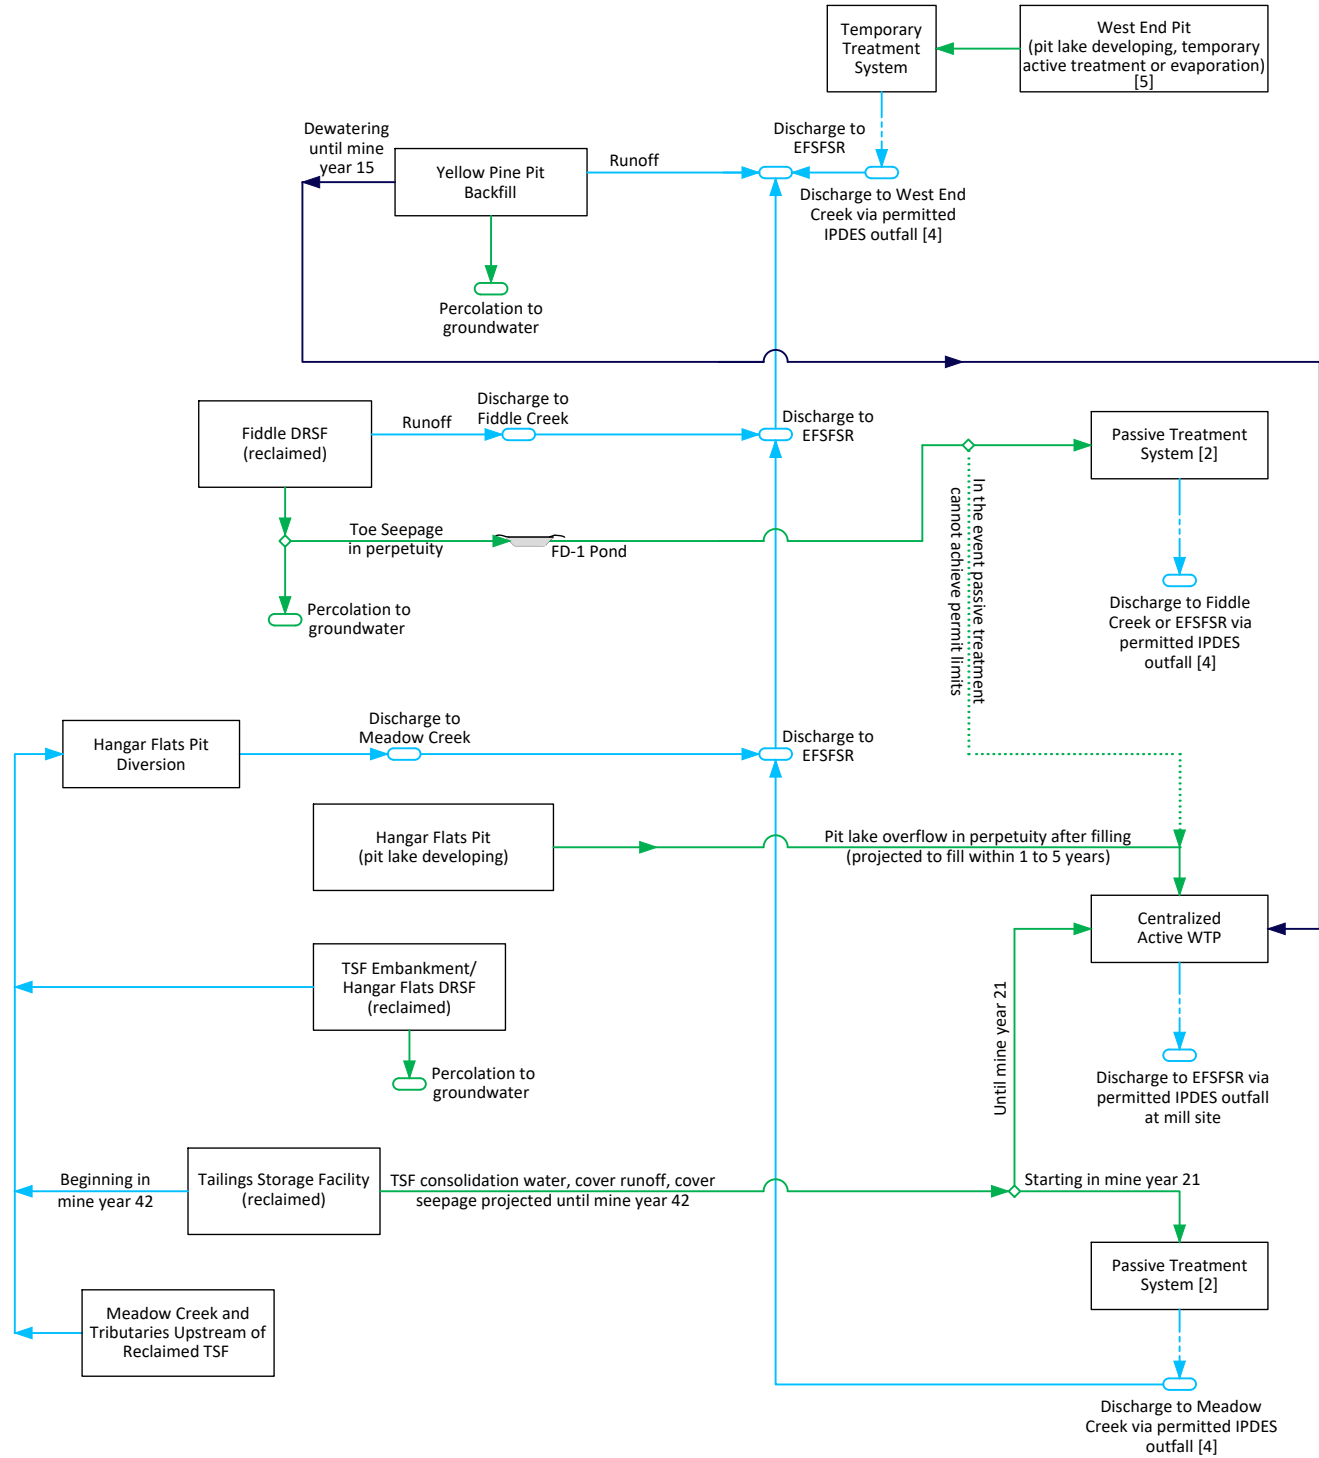 Temporary
Treatment
System
West End Pit
(pit lake developing, temporary
active treatment or evaporation)
[5]
Dewatering
until mine
year 15
Yellow Pine Pit
Backfill
Runoff
Discharge to
EFSFSR
Discharge to West End
Creek via permitted
IPDES outfall [4]
Percolation to
groundwater
Fiddle DRSF
(reclaimed)
Runoff
Discharge to
Fiddle Creek
Discharge to
EFSFSR
Passive Treatment
System [2]
In the event passive treatment
cannot achieve permit limits
Toe Seepage
in perpetuity
FD-1 Pond
Percolation to
groundwater
Discharge to Fiddle
Creek or EFSFSR via
permitted IPDES
outfall [4]
Hangar Flats Pit
Diversion
Discharge to
Meadow Creek
Discharge to
EFSFSR
Hangar Flats Pit
(pit lake developing)
Pit lake overflow in perpetuity after filling
(projected to fill within 1 to 5 years)
Centralized
Active WTP
TSF Embankment/
Hangar Flats DRSF
(reclaimed)
Until mine year 21
Percolation to
groundwater
Discharge to EFSFSR via
permitted IPDES outfall
at mill site
Beginning in
mine year 42
Tailings Storage Facility
(reclaimed)
TSF consolidation water, cover runoff, cover
seepage projected until mine year 42
Starting in mine year 21
Passive Treatment
System [2]
Meadow Creek and
Tributaries Upstream of
Reclaimed TSF
Discharge to Meadow
Creek via permitted IPDES
outfall [4]